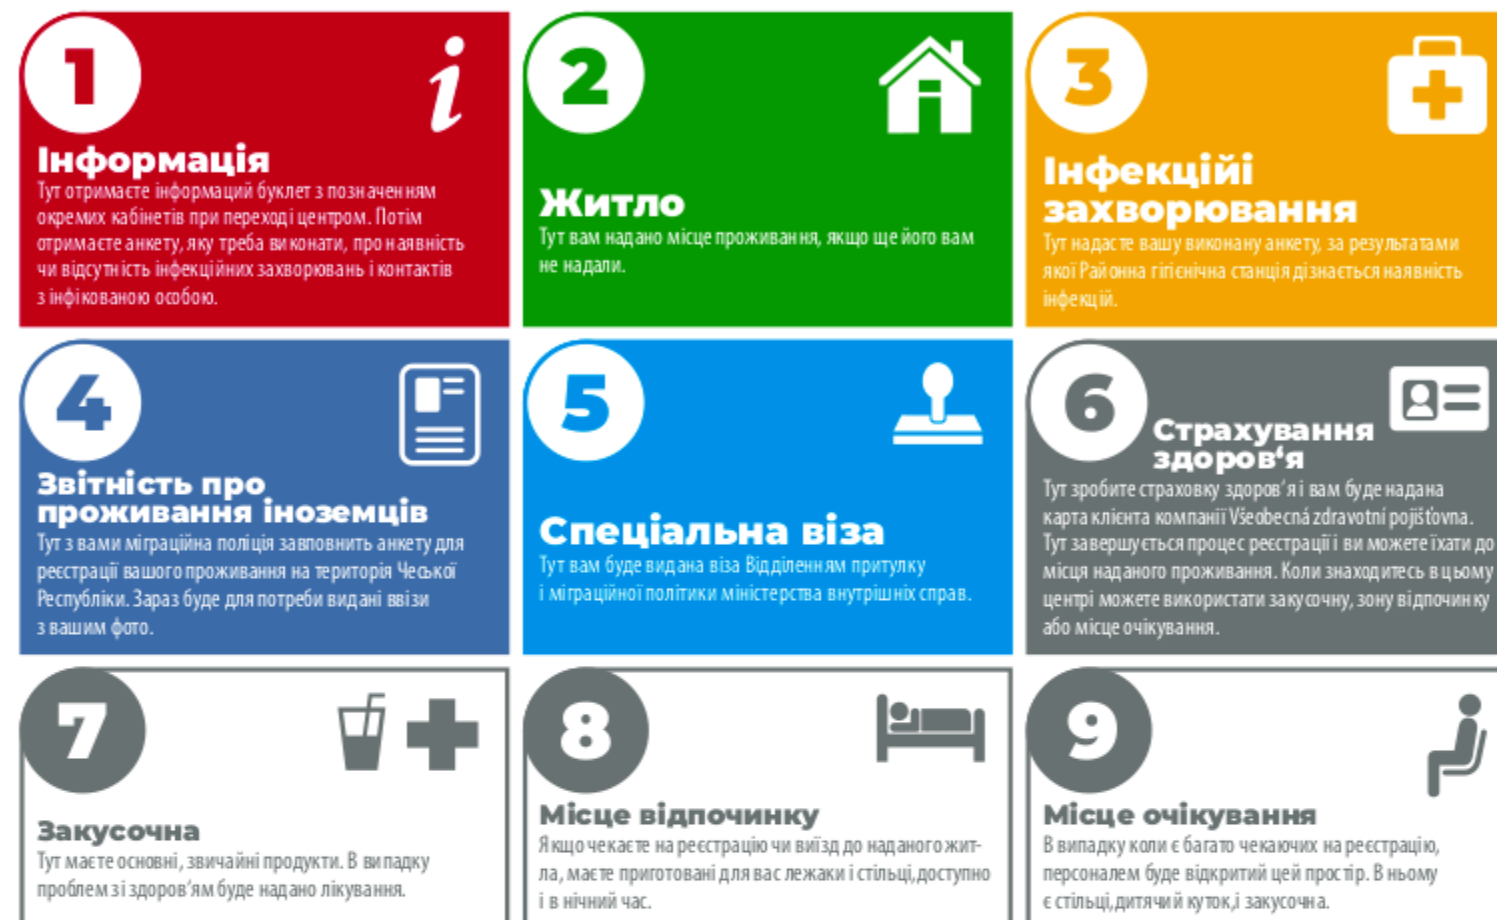 1
Інформація
Тут отримаєте інформаций буклет з позначенням
окремих кабінетів при переході центром. Потім
отримаєте анкету, яку треба виконати, про наявність
чи відсутність інфекційних захворювань і контактів
з інфікованою особою.
2
Житло
Тут вам надано місце проживання, якщо ще його вам
не надали.
3
Інфекційі
захворювання
Тут надасте вашу виконану анкету, за результатами
якої Районна гігієнічна станція дізнається наявність
інфекцій.
4
Звітність про
проживання іноземців
Тут з вами міграційна поліція завповнить анкету для
реєстрації вашого проживання на територія Чеської
Республіки. Зараз буде для потреби видані ввізи
з вашим фото.
5
Спеціальна віза
Тут вам буде видана віза Відділенням притулку
і міграційної політики міністерства внутрішніх справ.
6
Страхування
здоров‘я
Тут зробите страховку здоров’я і вам буде надана
карта клієнта компанії Všeobecná zdravotní pojišťovna.
Тут завершується процес реєстрації і ви можете їхати до
місця наданого проживання. Коли знаходитесь в цьому
центрі можете використати закусочну, зону відпочинку
або місце очікування.
7
Закусочна
Тут маєте основні, звичайні продукти. В випадку
проблем зі здоров’ям буде надано лікування.
8
Місце відпочинку
Якщо чекаєте на реєстрацію чи виїзд до наданого жит-
ла, маєте приготовані для вас лежаки і стільці, доступно
і в нічний час.
9
Місце очікування
В випадку коли є багато чекаючих на реєстрацію,
персоналем буде відкритий цей простір. В ньому
є стільці, дитячий куток,і закусочна.